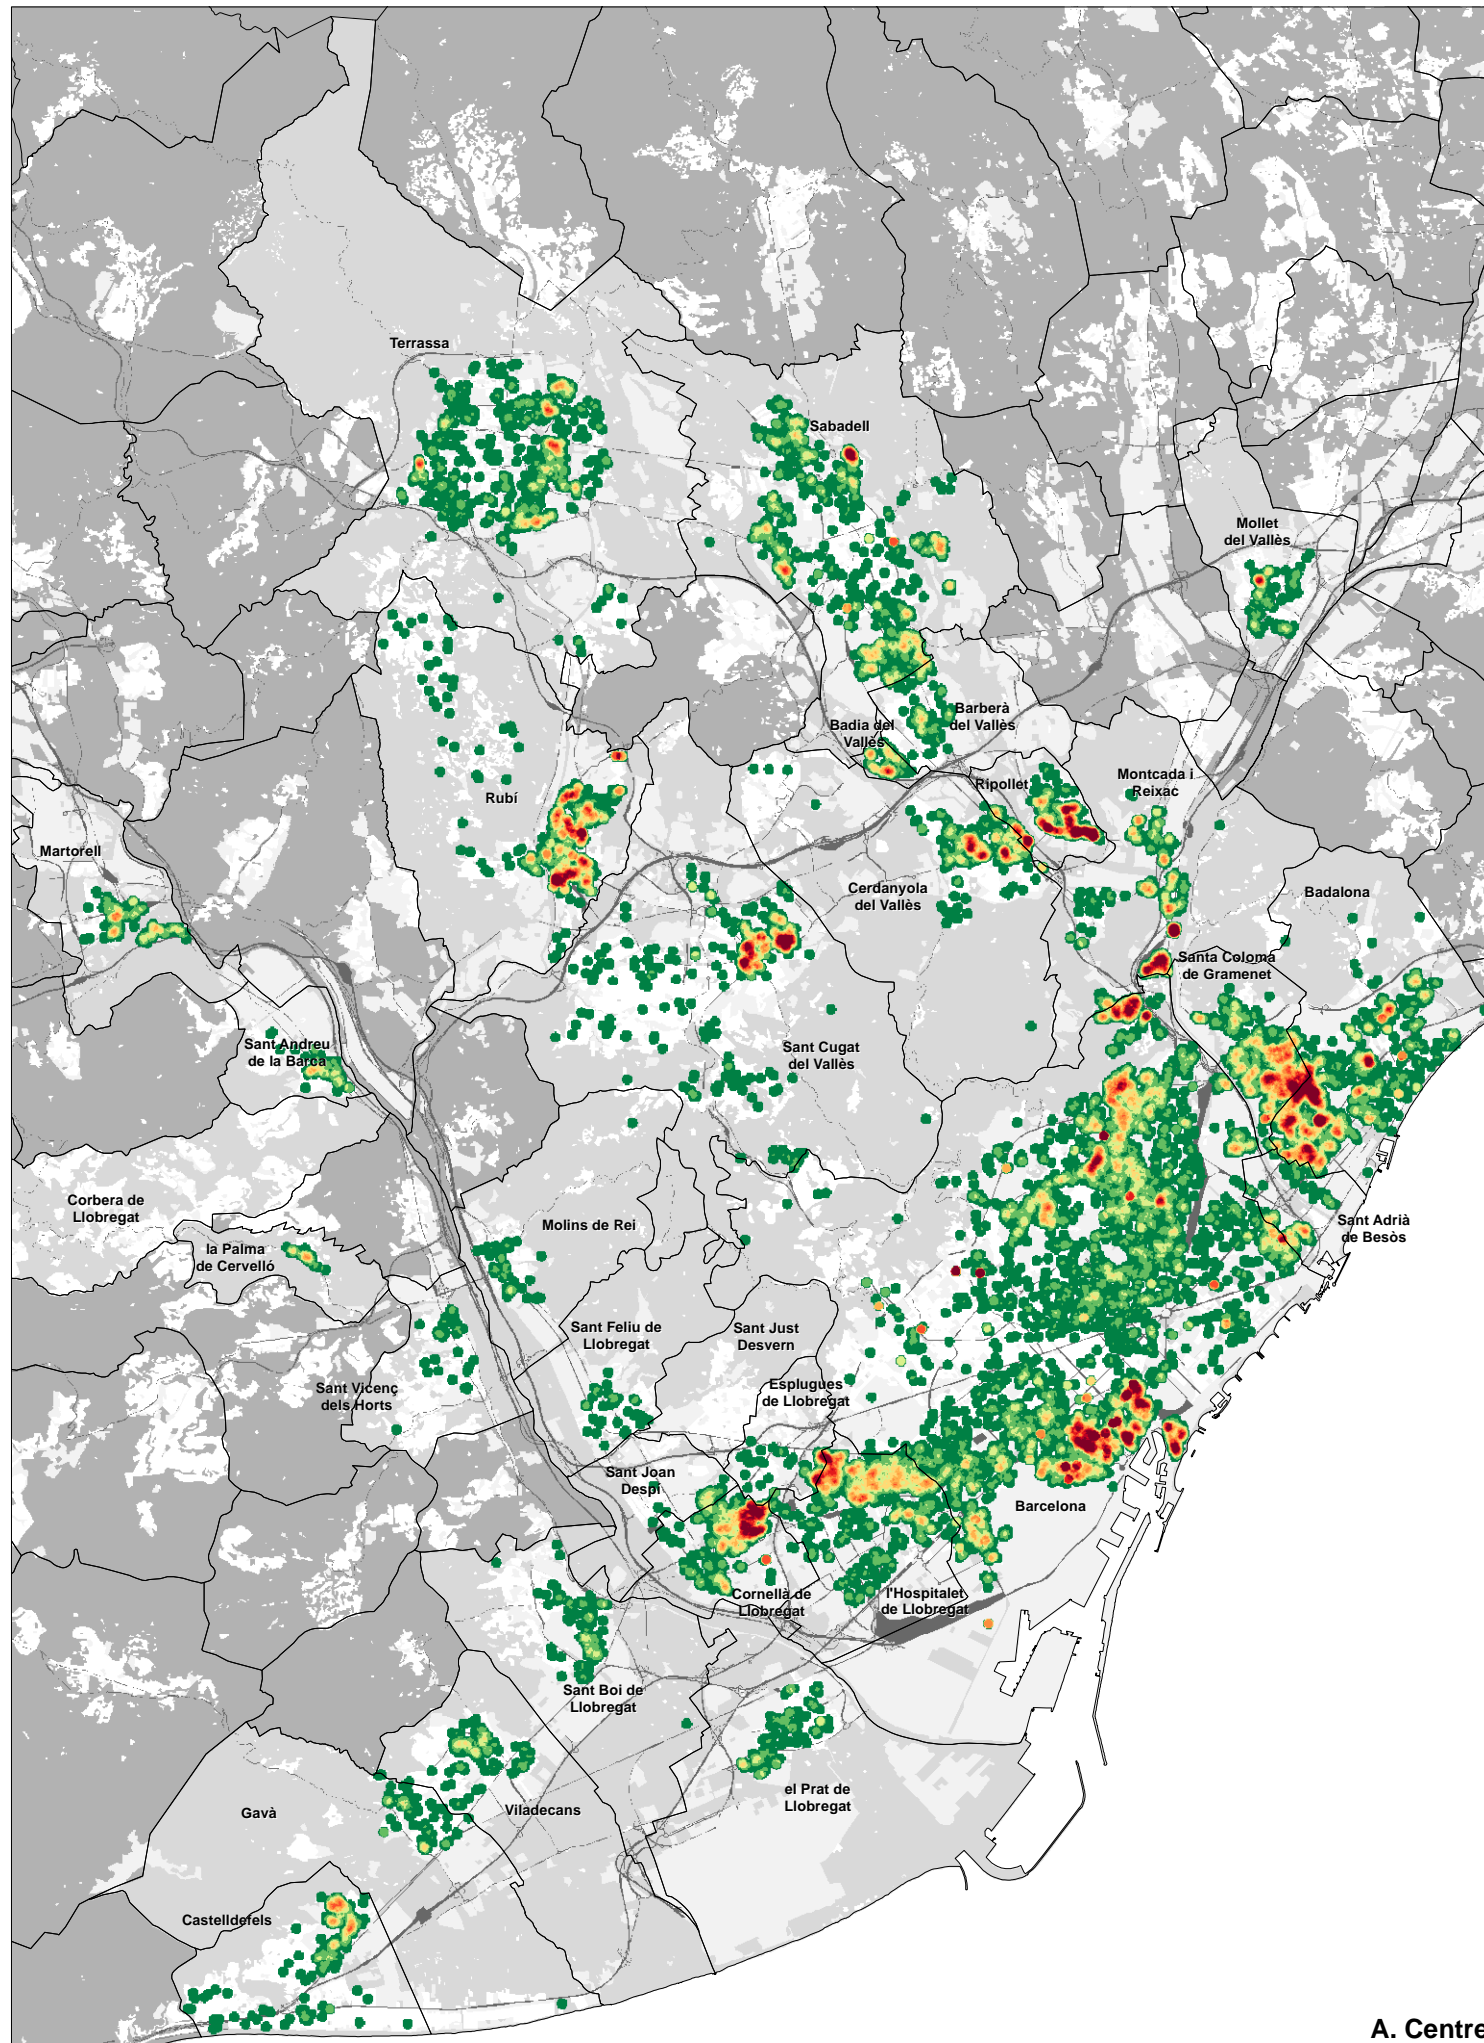 Terrassa
Sabadell
Mollet
del Vallès
Badia del
Vallès
Barberà
del Vallès
Ripollet
Montcada i
Reixac
Rubí
Martorell
Cerdanyola
del Vallès
Badalona
Santa Coloma
de Gramenet
Sant Andreu
de la Barca
Sant Cugat
del Vallès
Corbera de
Llobregat
la Palma
de Cervelló
Molins de Rei
Sant Adrià
de Besòs
Sant Feliu de
Llobregat
Sant Just
Desvern
Sant Vicenç
dels Horts
Esplugues
de Llobregat
Sant Joan
Despí
Barcelona
Cornellà de
Llobregat
l'Hospitalet
de Llobregat
Sant Boi de
Llobregat
el Prat de
Llobregat
Viladecans
Gavà
Castelldefels
A. Centre